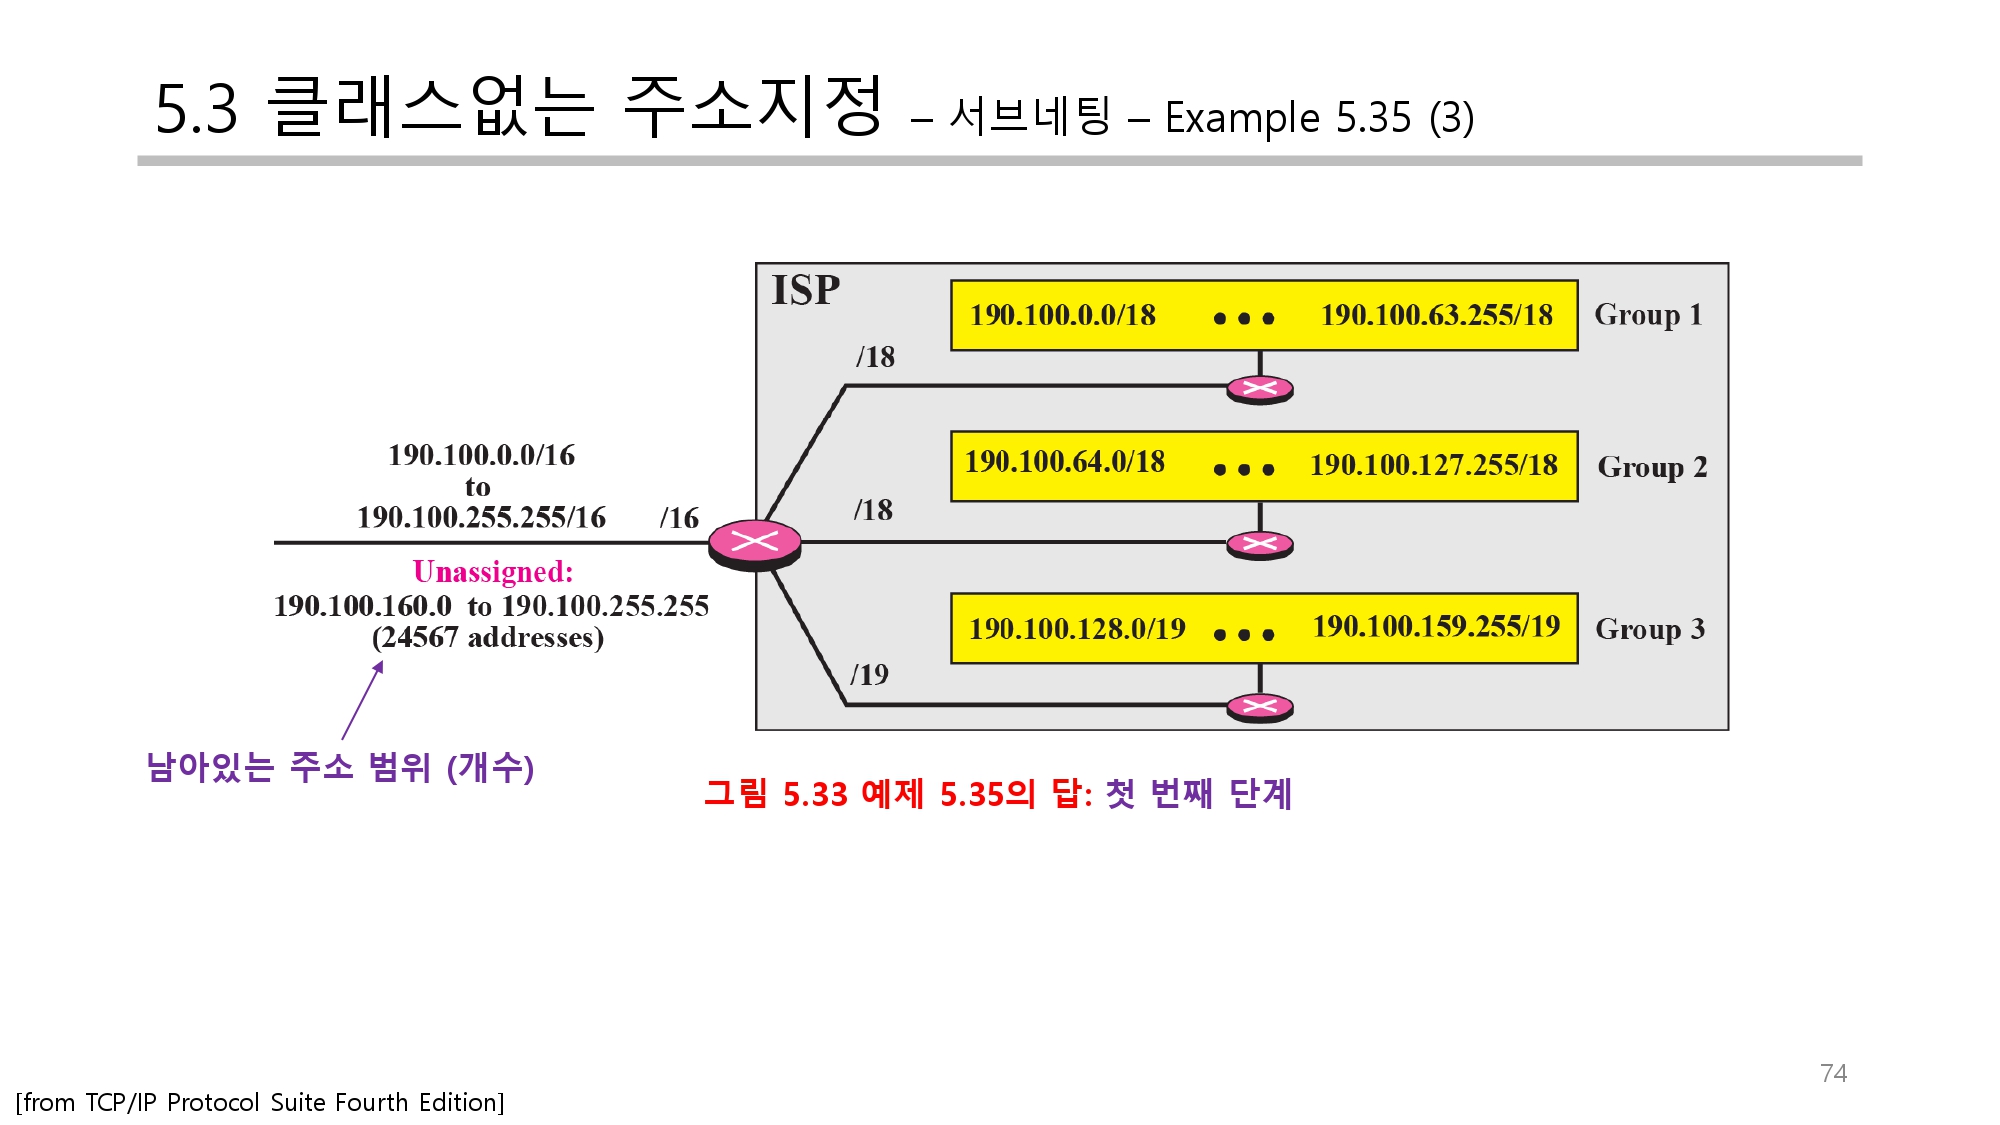 5.3 클래스없는 주소지정 – 서브네팅 – Example 5.35 (3)
ISP
190.100.0.0/18 ••• 190.100.63.255/18 Group 1
/18
190.100.64.0/18 ••• 190.100.127.255/18 Group 2
/18
190.100.128.0/19 ••• 190.100.159.255/19 Group 3
/19
190.100.0.0/16
to
190.100.255.255/16 /16
Unassigned:
190.100.160.0 to 190.100.255.255
(24567 addresses)
남아있는 주소 범위 (개수)
그림 5.33 예제 5.35의 답: 첫 번째 단계
74
[from TCP/IP Protocol Suite Fourth Edition]